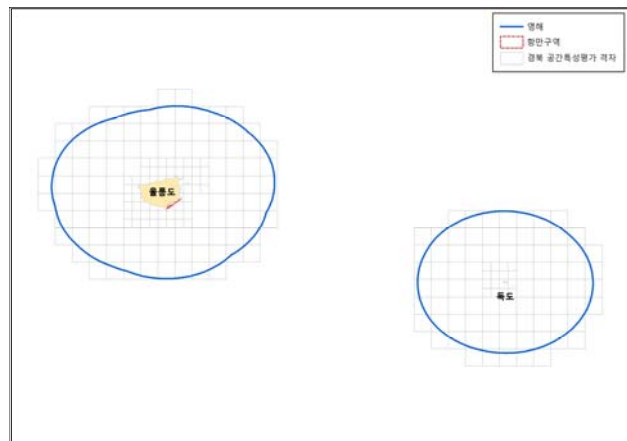 영해
항만구역
경북 공간특성평가 격자
울릉도
독도